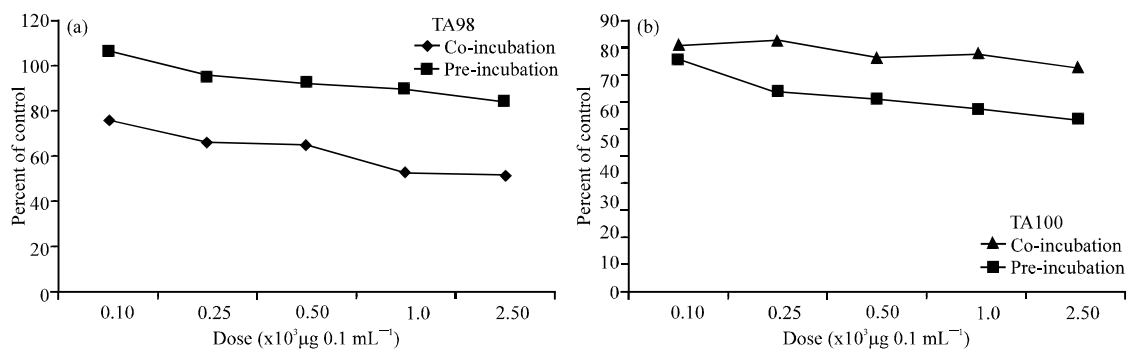 (a)
TA98
Co-incubation
Pre-incubation
Percent of control
120
100
80
60
40
20
0
0.10 0.25 0.50 1.0 2.50
Dose (x10³µg 0.1 mL⁻¹)
(b)
TA100
Co-incubation
Pre-incubation
Percent of control
100
90
80
70
60
50
40
30
20
10
0
0.10 0.25 0.50 1.0 2.50
Dose (x10³µg 0.1 mL⁻¹)